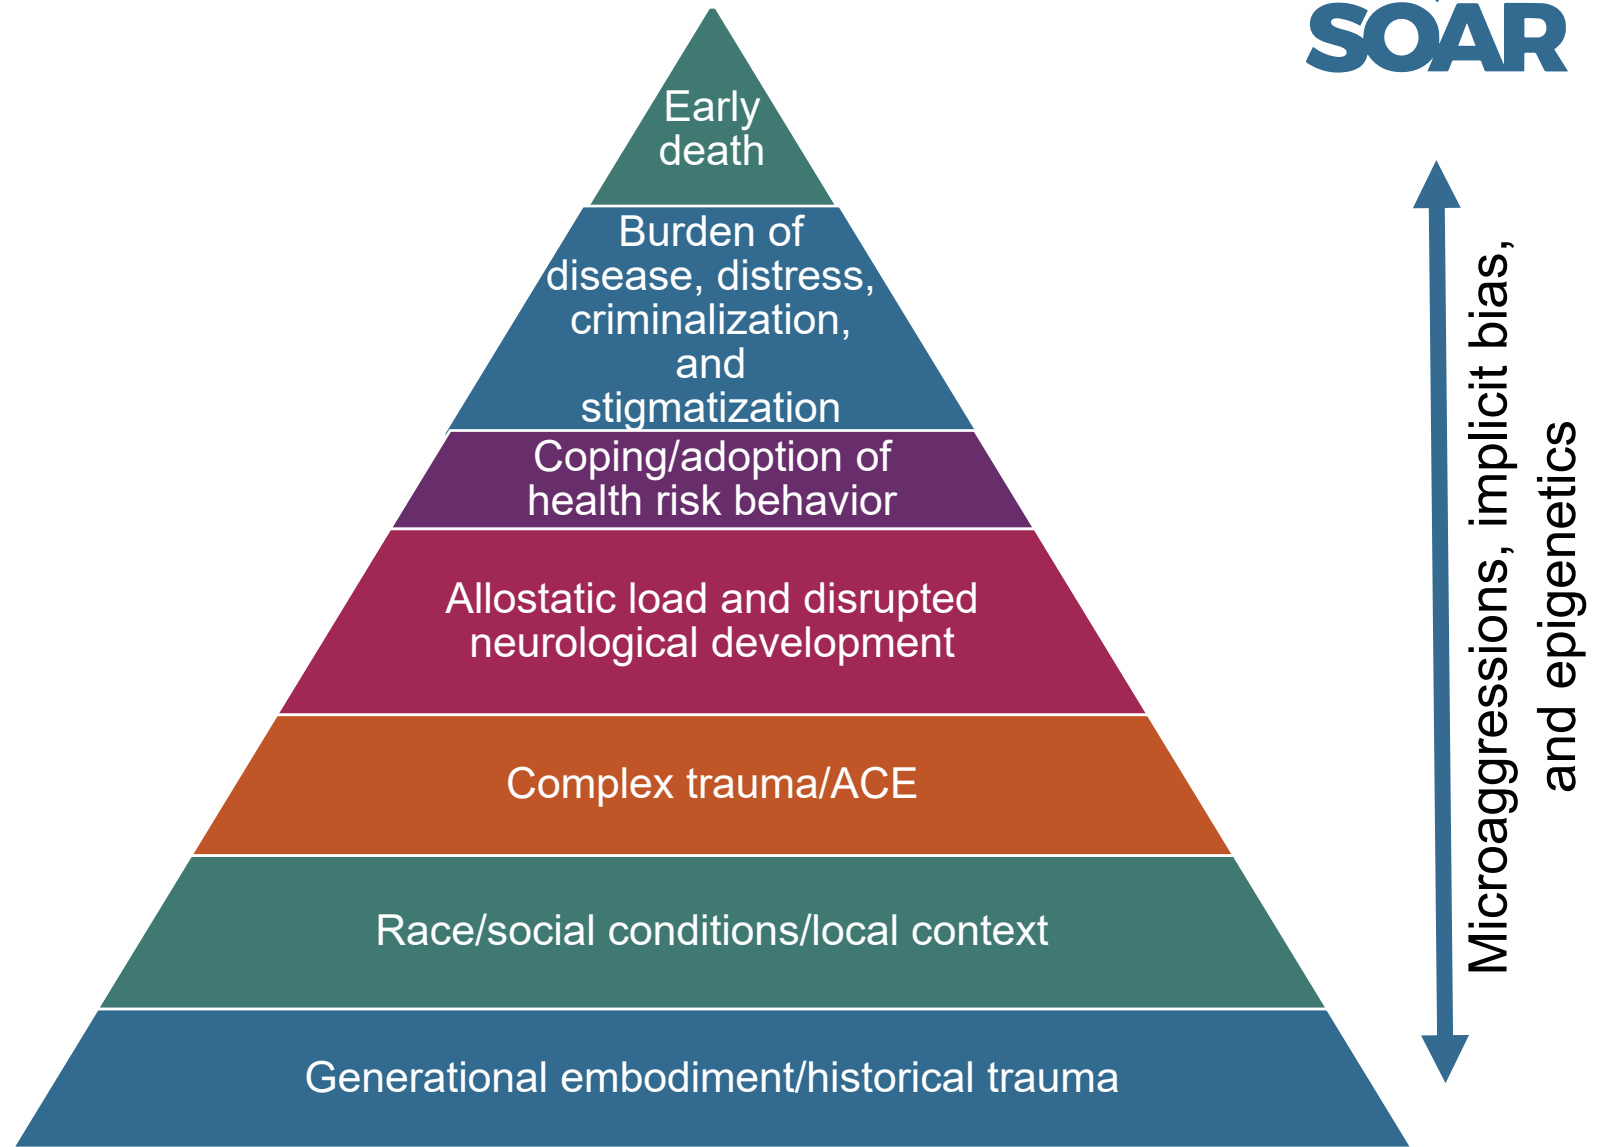 SOAR
Early
death
Burden of
disease, distress,
criminalization,
and
stigmatization
Coping/adoption of
health risk behavior
Allostatic load and disrupted
neurological development
Complex trauma/ACE
Race/social conditions/local context
Generational embodiment/historical trauma
Microaggressions, implicit bias,
and epigenetics